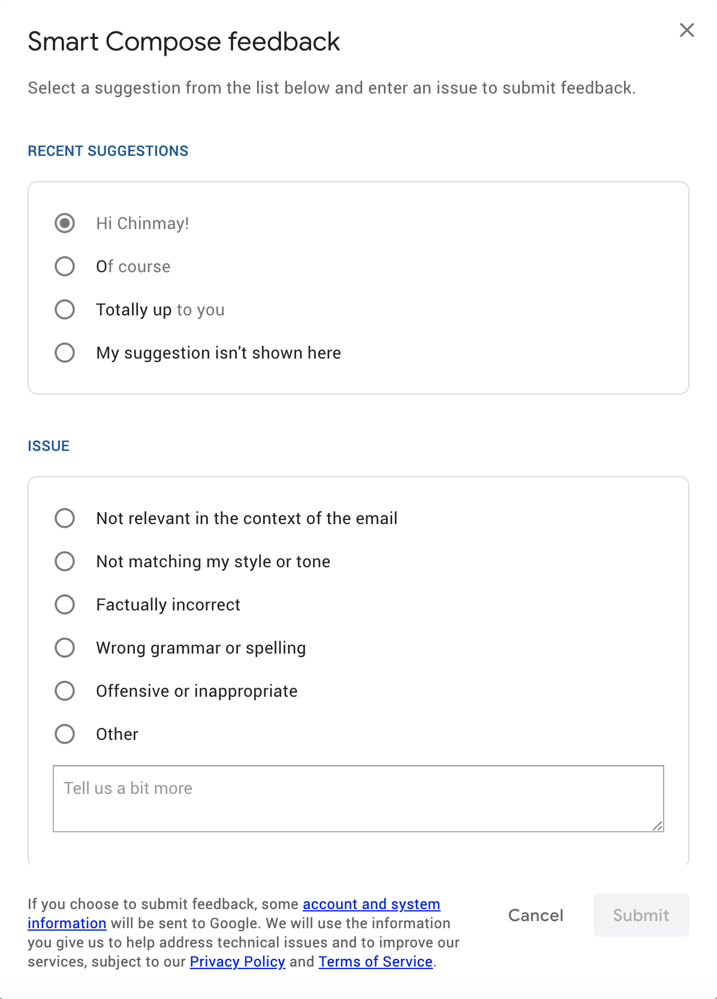 Smart Compose feedback
Select a suggestion from the list below and enter an issue to submit feedback.
RECENT SUGGESTIONS
Hi Chinmay!
Of course
Totally up to you
My suggestion isn't shown here
ISSUE
Not relevant in the context of the email
Not matching my style or tone
Factually incorrect
Wrong grammar or spelling
Offensive or inappropriate
Other
Tell us a bit more
If you choose to submit feedback, some account and system
information will be sent to Google. We will use the information
you give us to help address technical issues and to improve our
services, subject to our Privacy Policy and Terms of Service.
Cancel
Submit